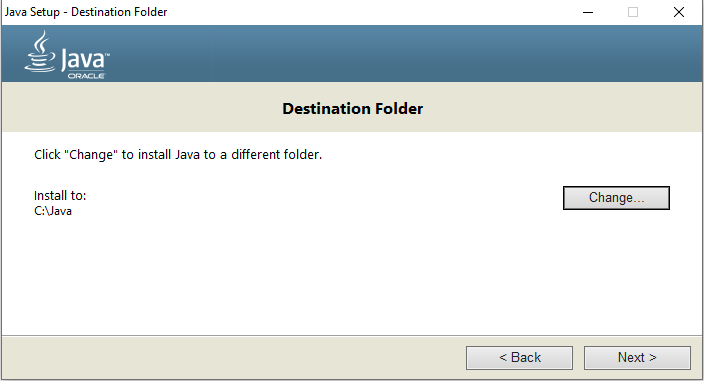 Java Setup - Destination Folder
Java™
ORACLE
Destination Folder
Click "Change" to install Java to a different folder.
Install to:
C:\Java
Change...
< Back
Next >